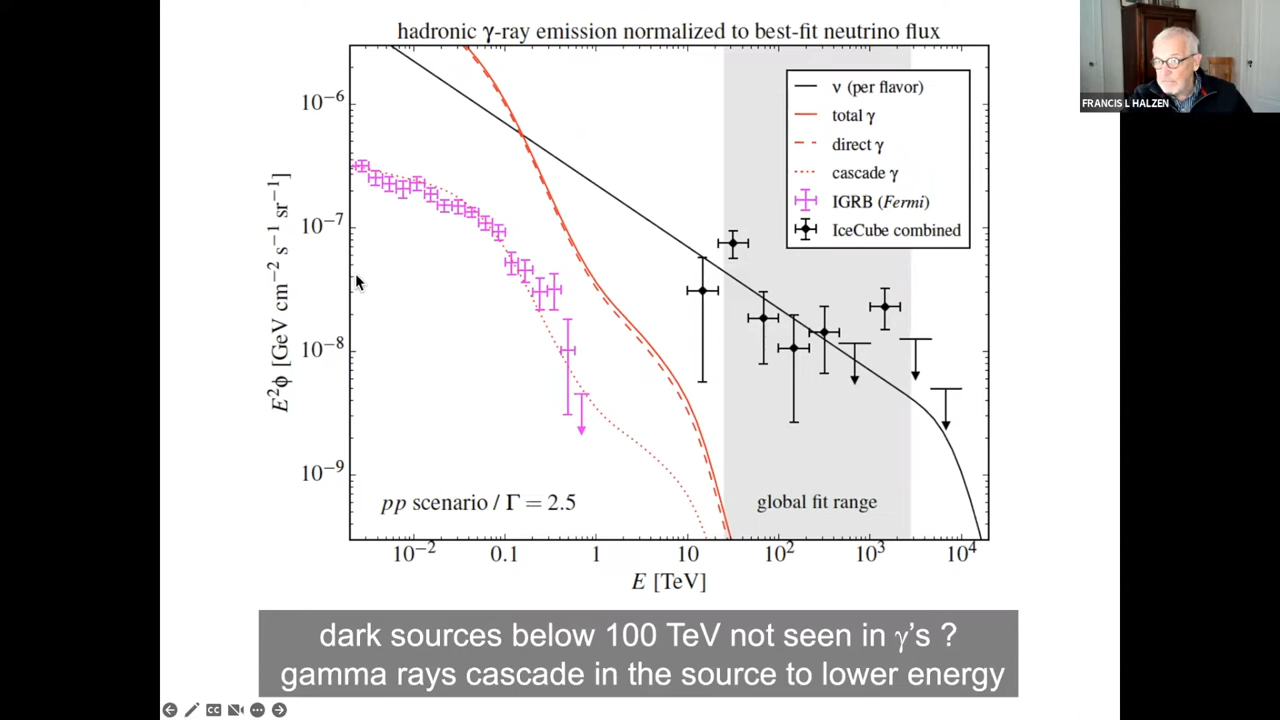 hadronic γ-ray emission normalized to best-fit neutrino flux
FRANCIS L HALZEN
ν (per flavor)
total γ
direct γ
cascade γ
IGRB (Fermi)
IceCube combined
10⁻⁶
10⁻⁷
10⁻⁸
10⁻⁹
E²ϕ [GeV cm⁻² s⁻¹ sr⁻¹]
pp scenario / Γ = 2.5
global fit range
10⁻² 0.1 1 10 10² 10³ 10⁴
E [TeV]
dark sources below 100 TeV not seen in γ's ?
gamma rays cascade in the source to lower energy
CC